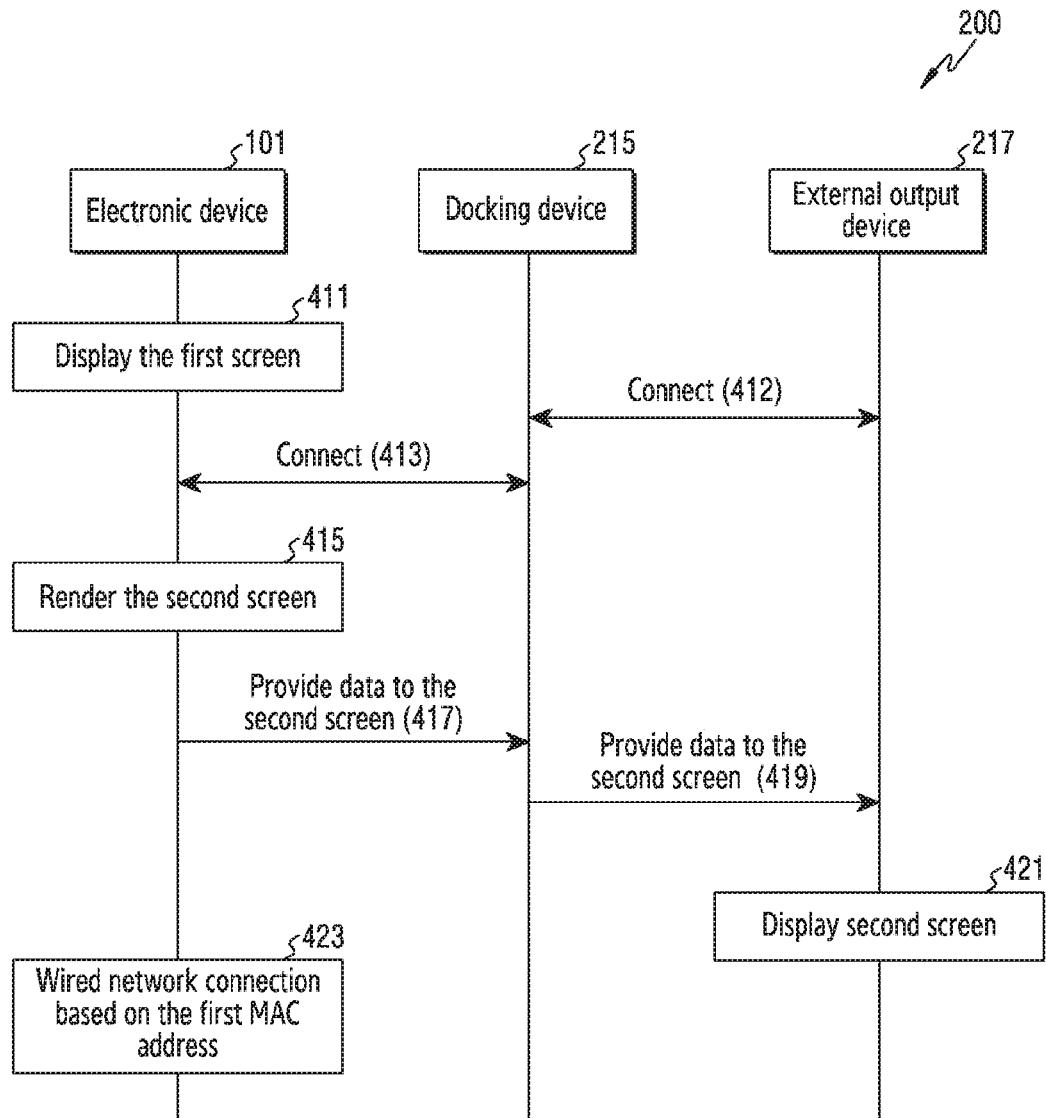 200
101
215
217
Electronic device
Docking device
External output
device
411
Display the first screen
Connect (412)
Connect (413)
415
Render the second screen
Provide data to the
second screen (417)
Provide data to the
second screen (419)
421
Display second screen
423
Wired network connection
based on the first MAC
address